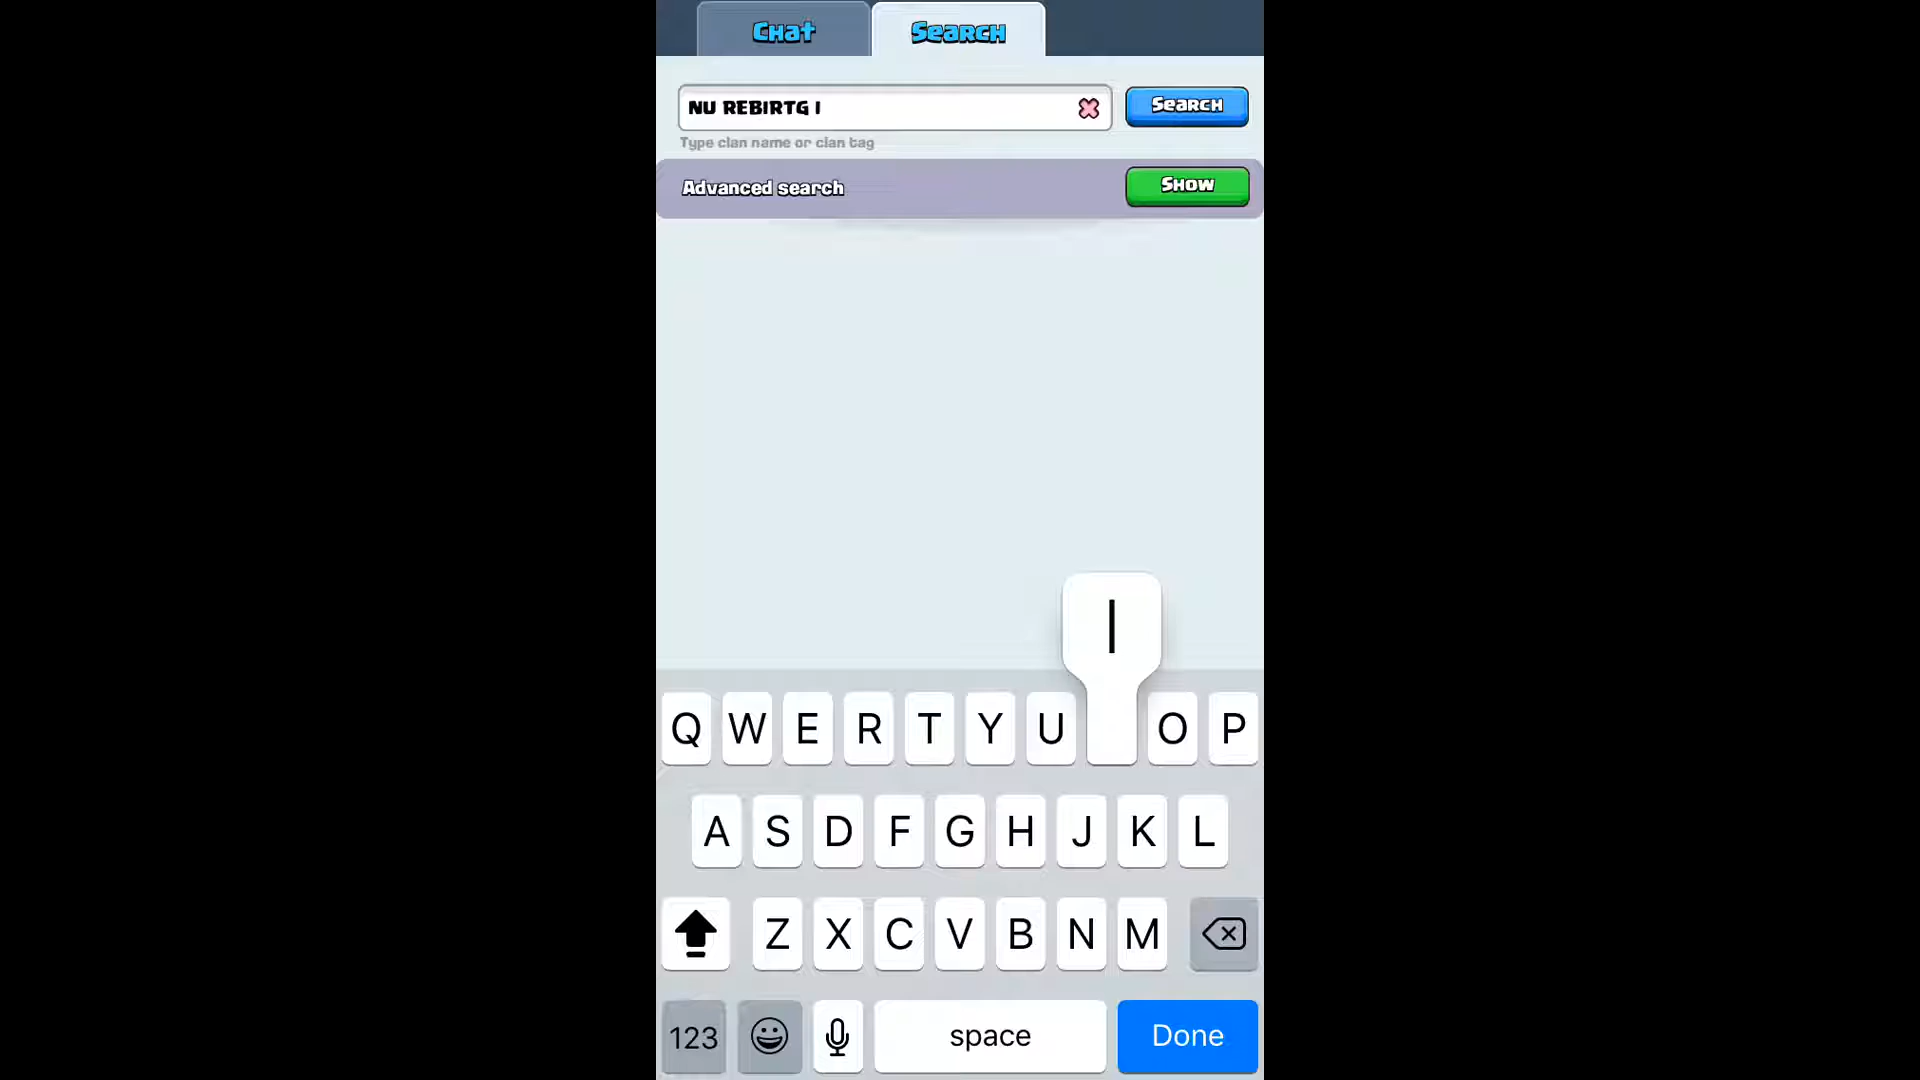 Chat Search
NU REBIRTG I
Search
Type clan name or clan tag
Advanced search
Show
I
Q W E R T Y U O P
A S D F G H J K L
Z X C V B N M
123 space Done